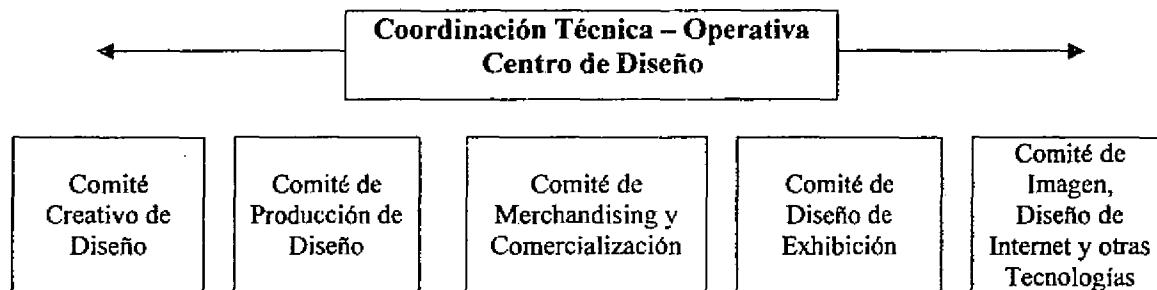 Coordinación Técnica – Operativa
Centro de Diseño
Comité
Creativo de
Diseño
Comité de
Producción de
Diseño
Comité de
Merchandising y
Comercialización
Comité de
Diseño de
Exhibición
Comité de
Imagen,
Diseño de
Internet y otras
Tecnologías